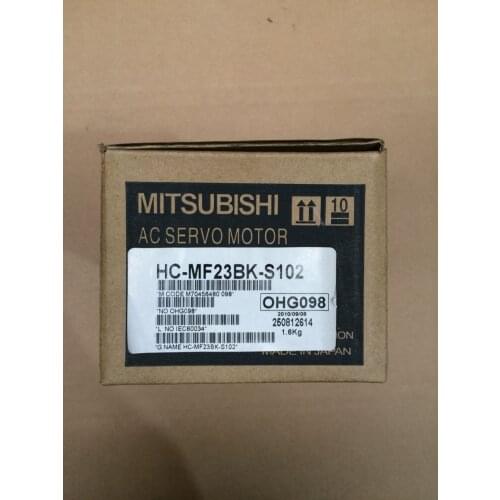 MITSUBISHI
10
AC SERVO MOTOR
HC-MF23BK-S102
"M CODE M70456480 098"
"NO OHG098"
OHG098
2010/09/08
"L. NO IEC60034"
250812614
1.6Kg
"G.NAME HC-MF23BK-S102"
ION
MADE IN JAPAN